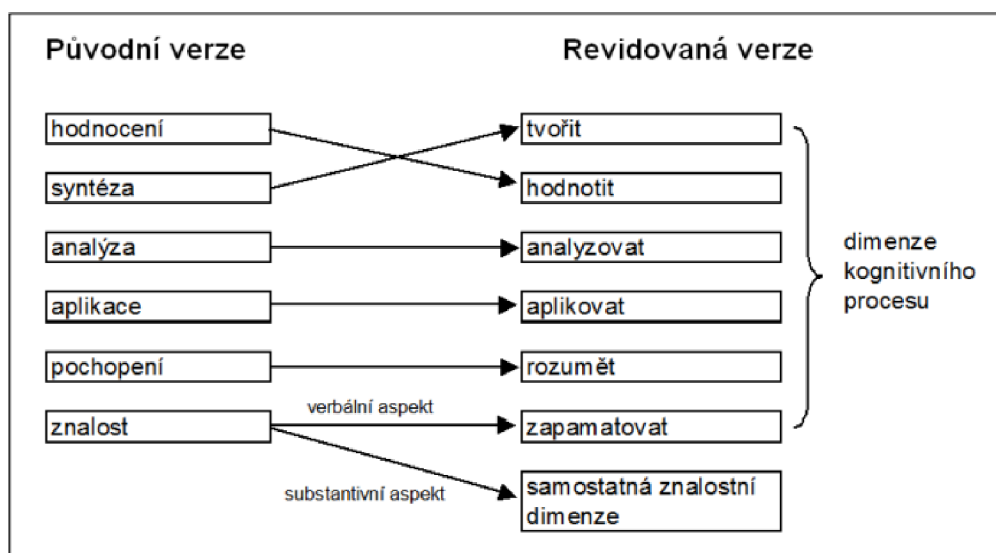 Původní verze
Revidovaná verze
hodnocení
tvořit
syntéza
hodnotit
analýza
analyzovat
aplikace
aplikovat
pochopení
rozumět
znalost
verbální aspekt
zapamatovat
substantivní aspekt
samostatná znalostní
dimenze
dimenze
kognitivního
procesu